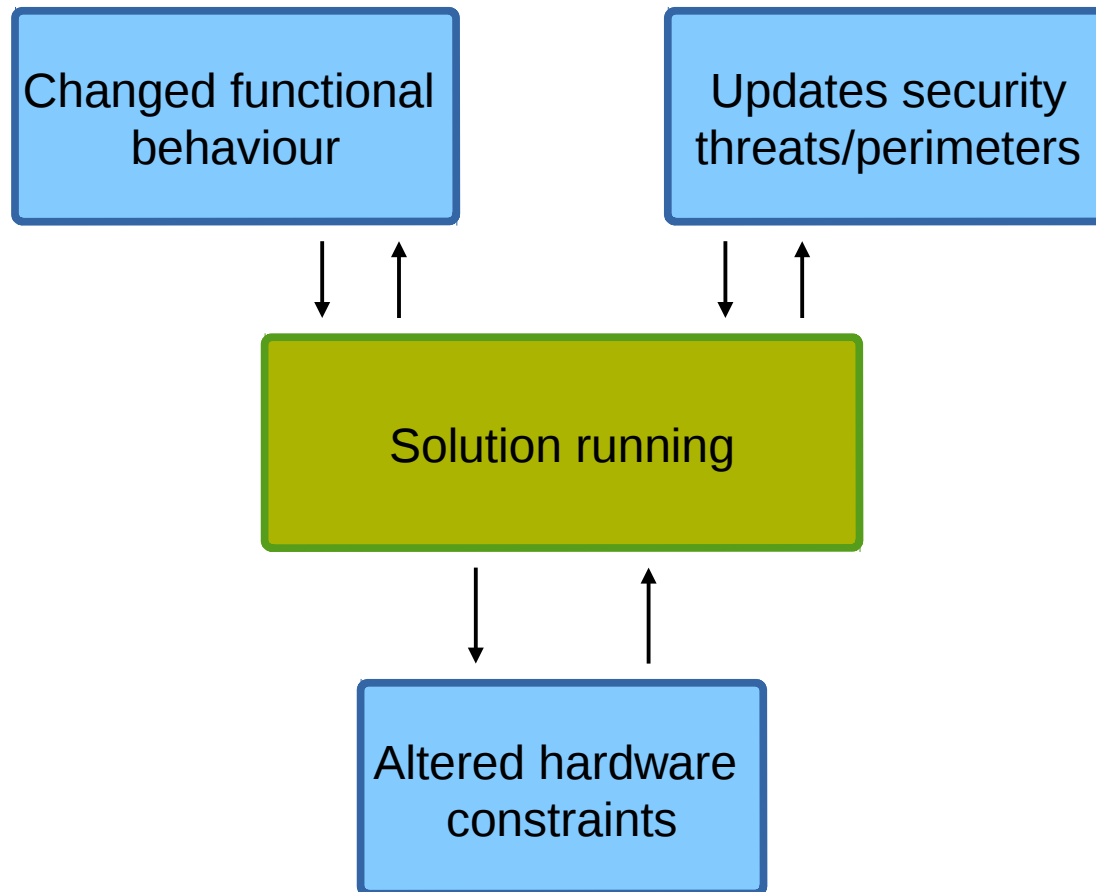 Changed functional
behaviour
Updates security
threats/perimeters
Solution running
Altered hardware
constraints